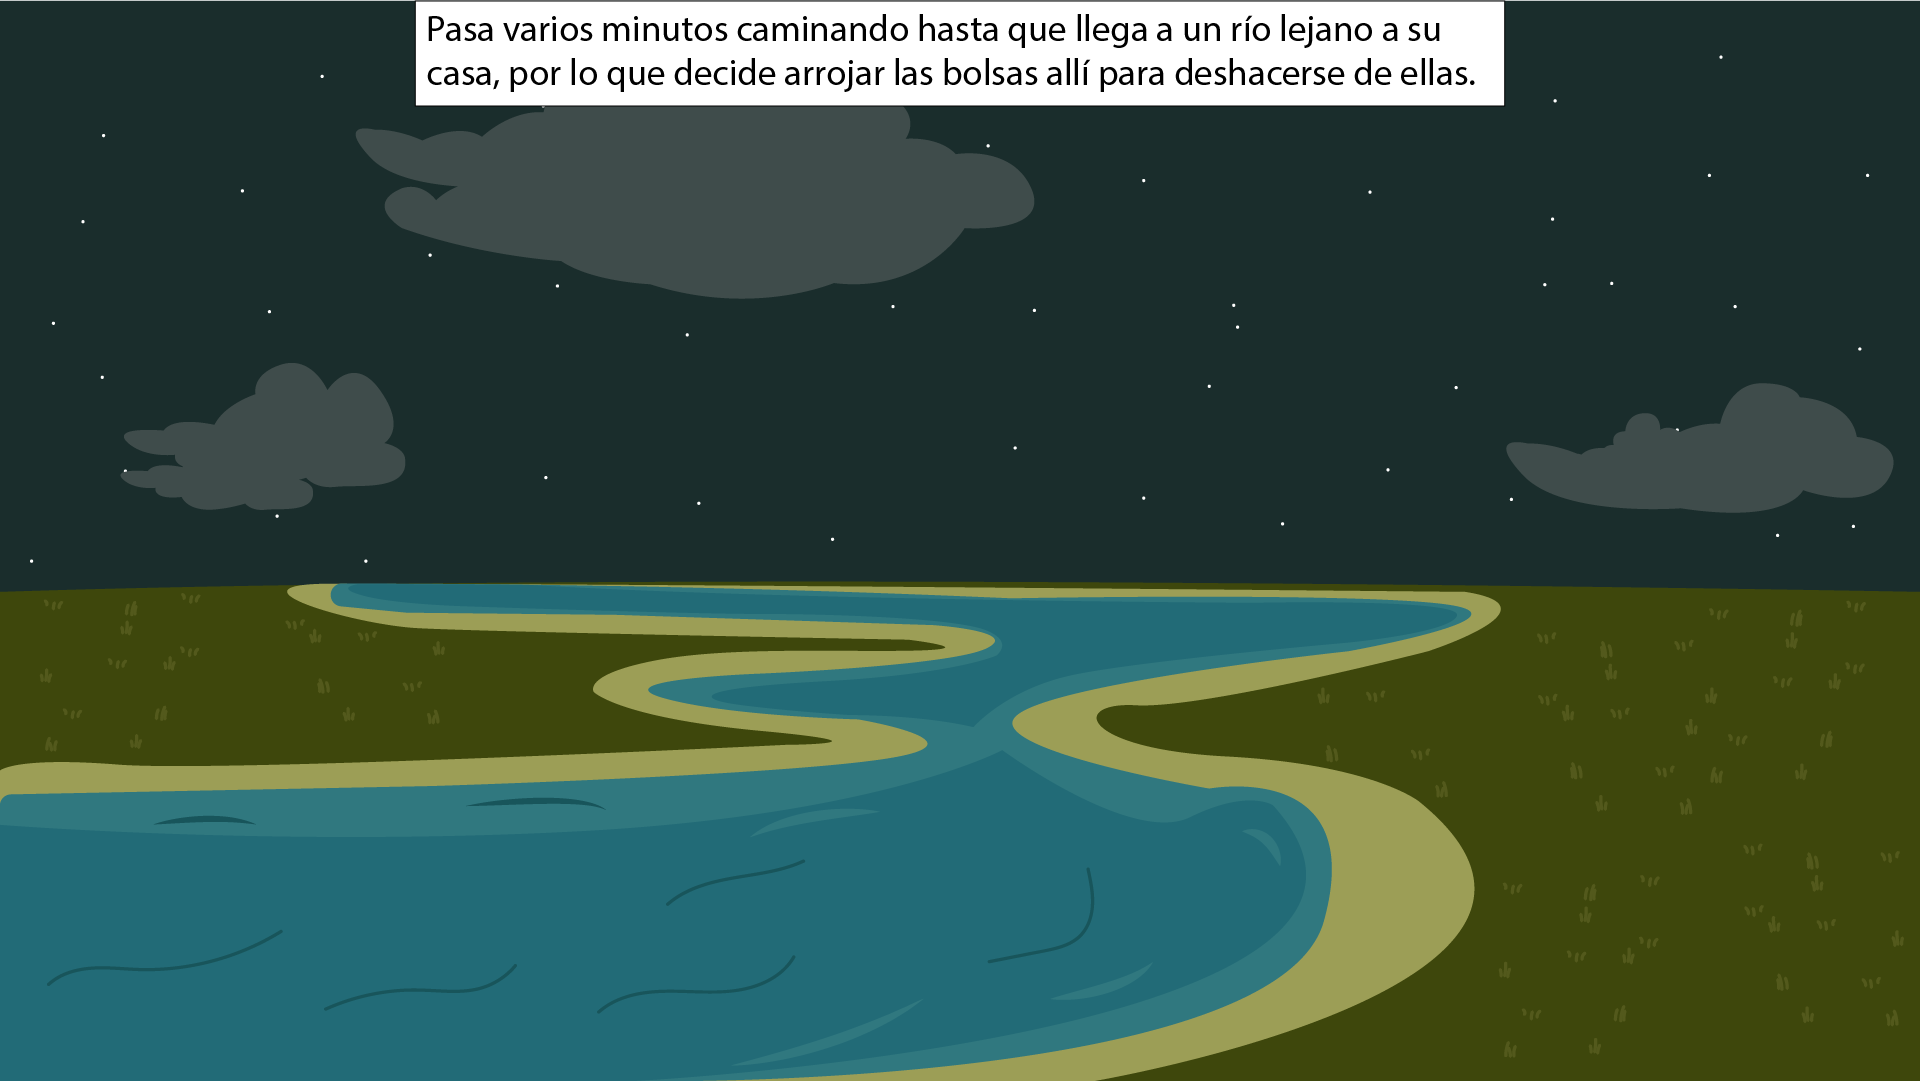 Pasa varios minutos caminando hasta que llega a un río lejano a su
casa, por lo que decide arrojar las bolsas allí para deshacerse de ellas.